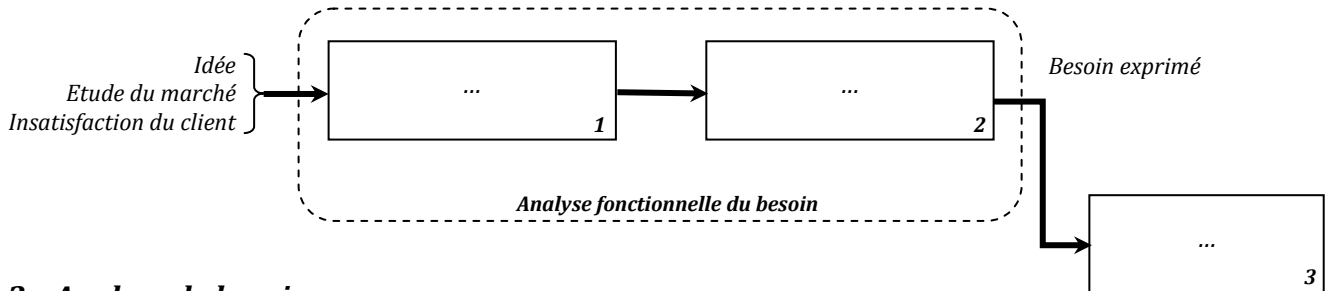 Idée
Etude du marché
Insatisfaction du client
...
1
...
2
Besoin exprimé
Analyse fonctionnelle du besoin
...
3